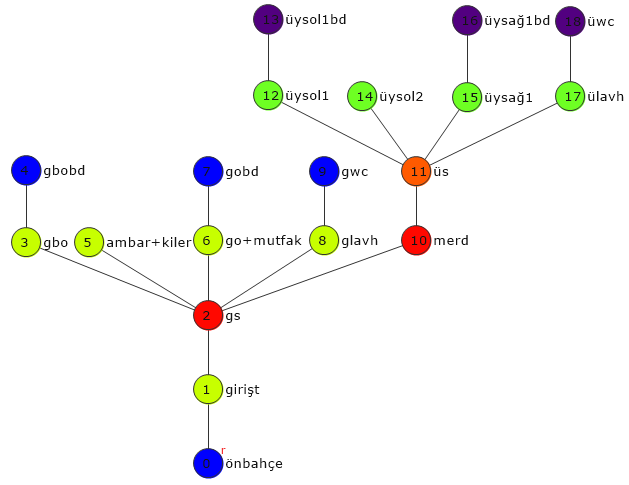 13 üysol1bd
16 üysağ1bd
18 üwc
12 üysol1
14 üysol2
15 üysağ1
17 ülavh
4 gbobd
7 gobd
9 gwc
11 üs
3 gbo
5 ambar+kiler
6 go+mutfak
8 glavh
10 merd
2 gs
1 girişt
r
0 önbahçe